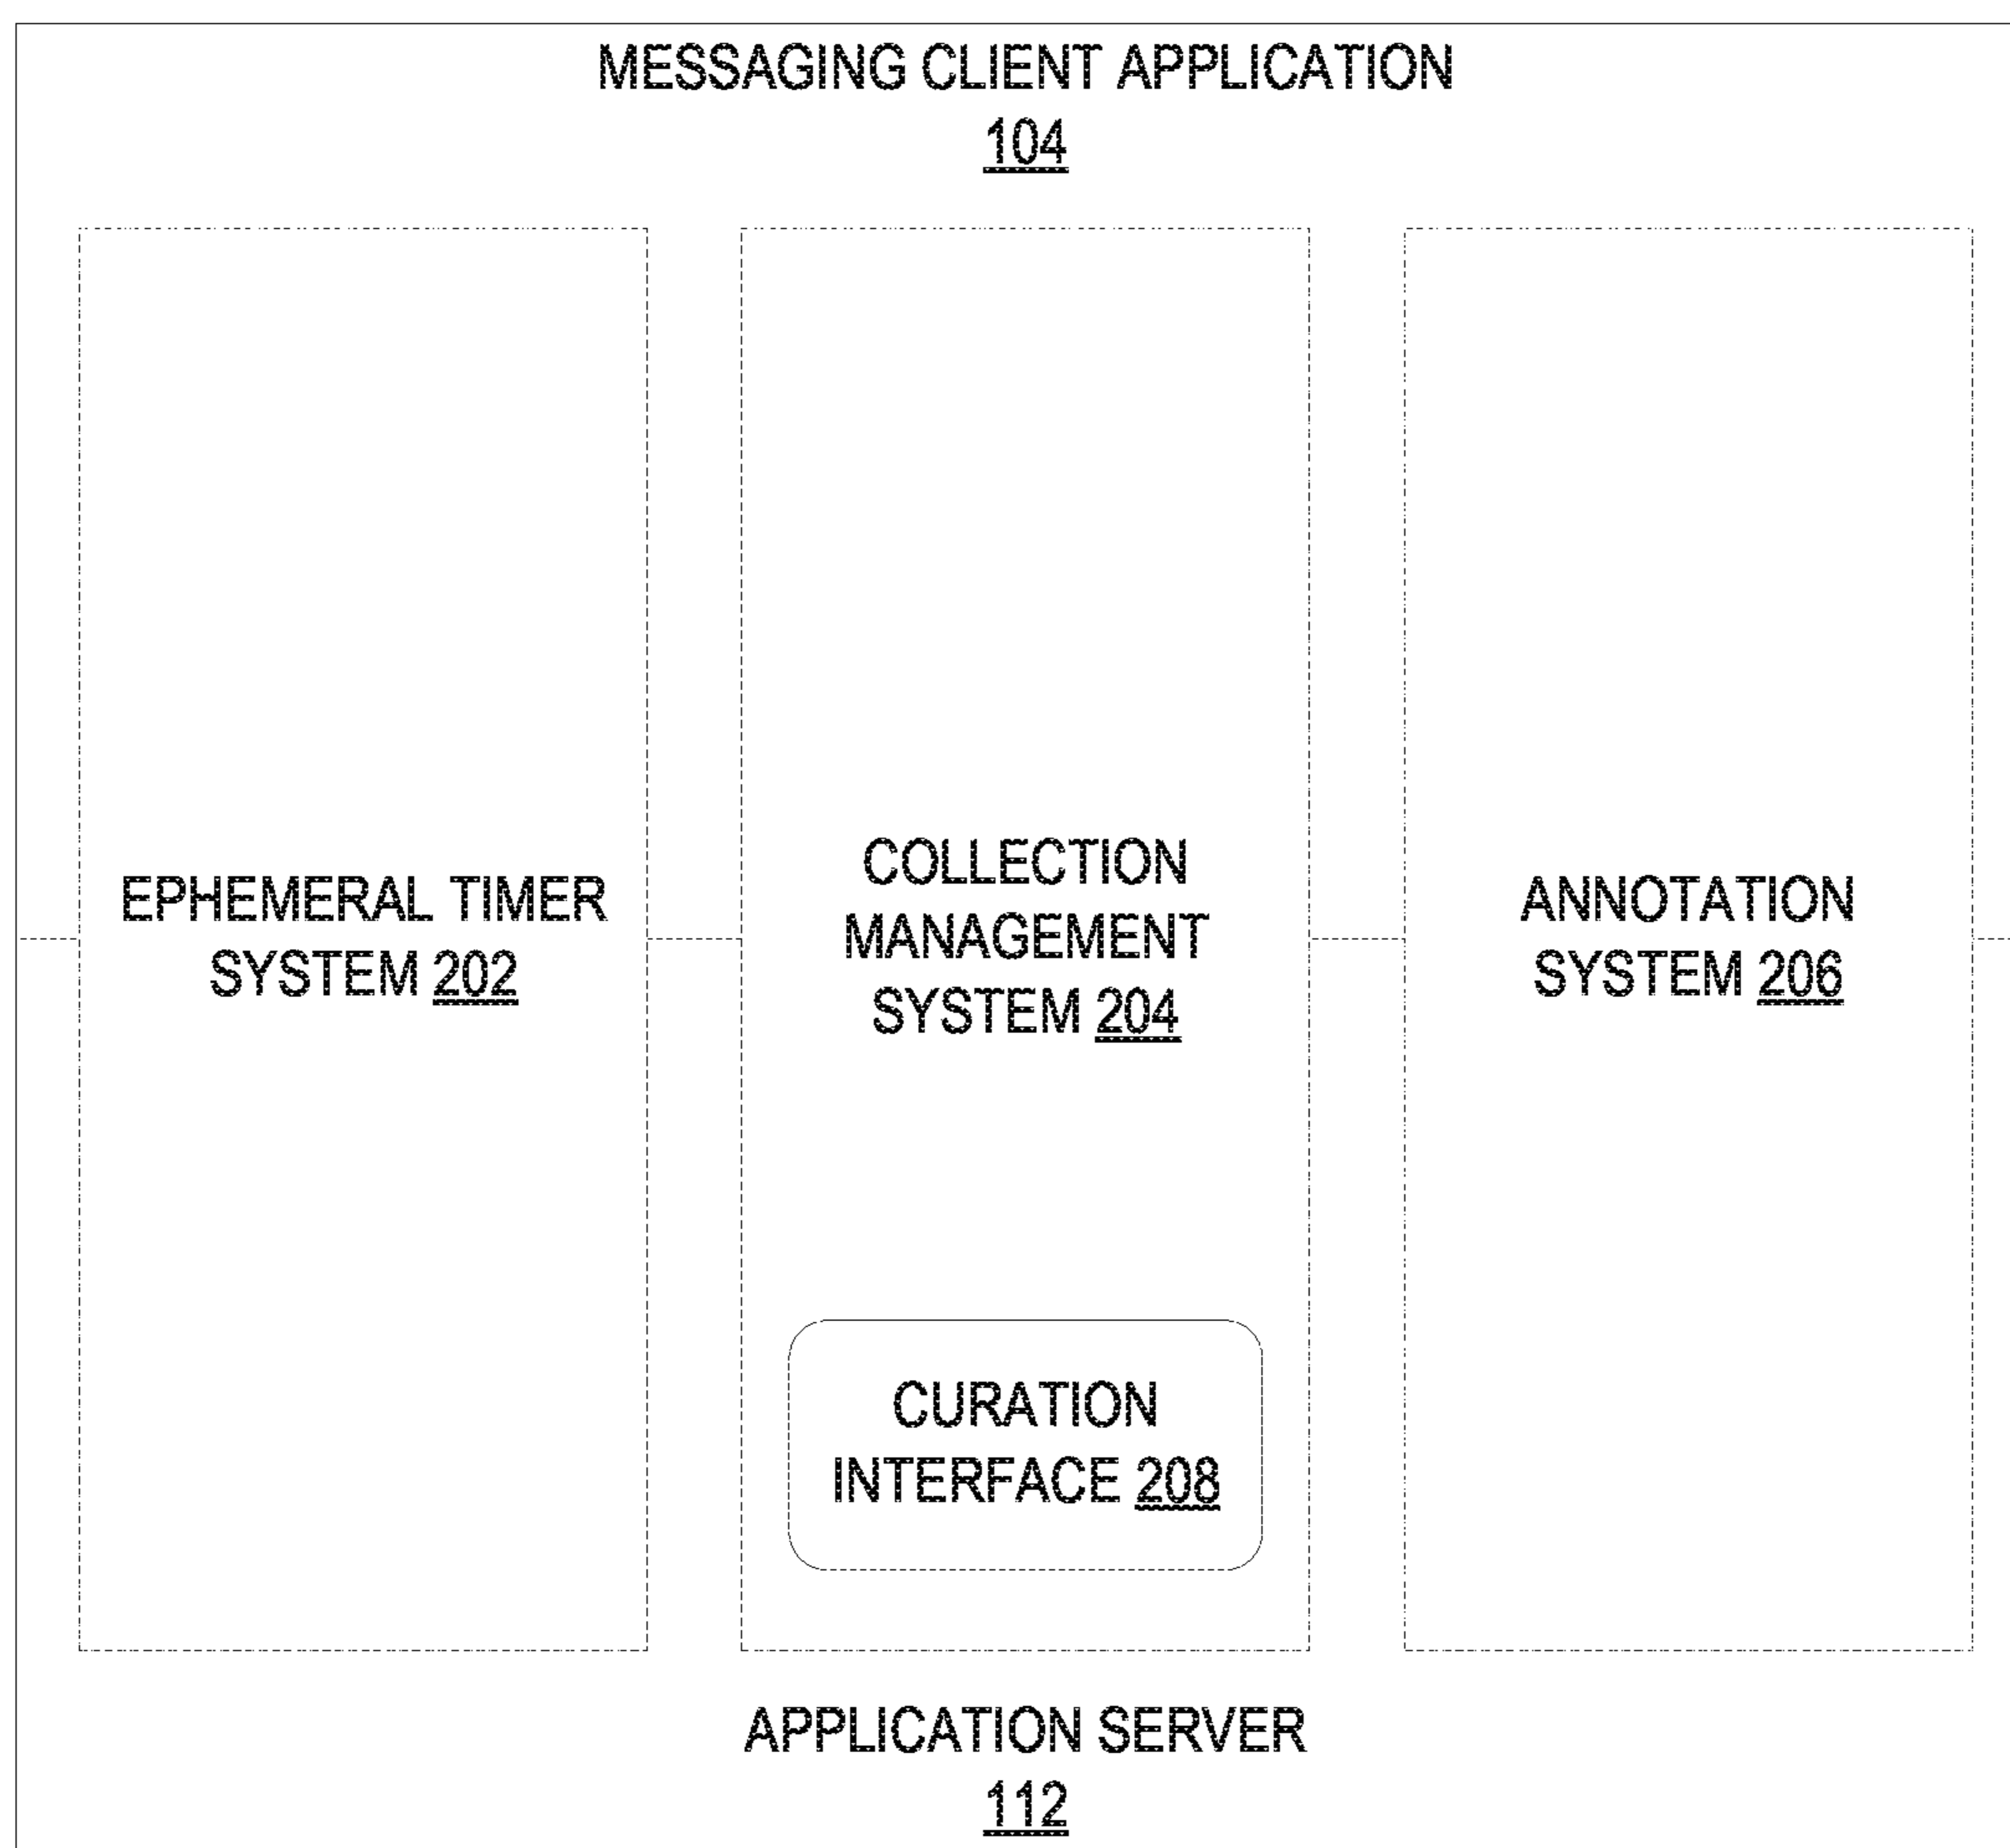 MESSAGING CLIENT APPLICATION
104
EPHEMERAL TIMER
SYSTEM 202
COLLECTION
MANAGEMENT
SYSTEM 204
ANNOTATION
SYSTEM 206
CURATION
INTERFACE 208
APPLICATION SERVER
112